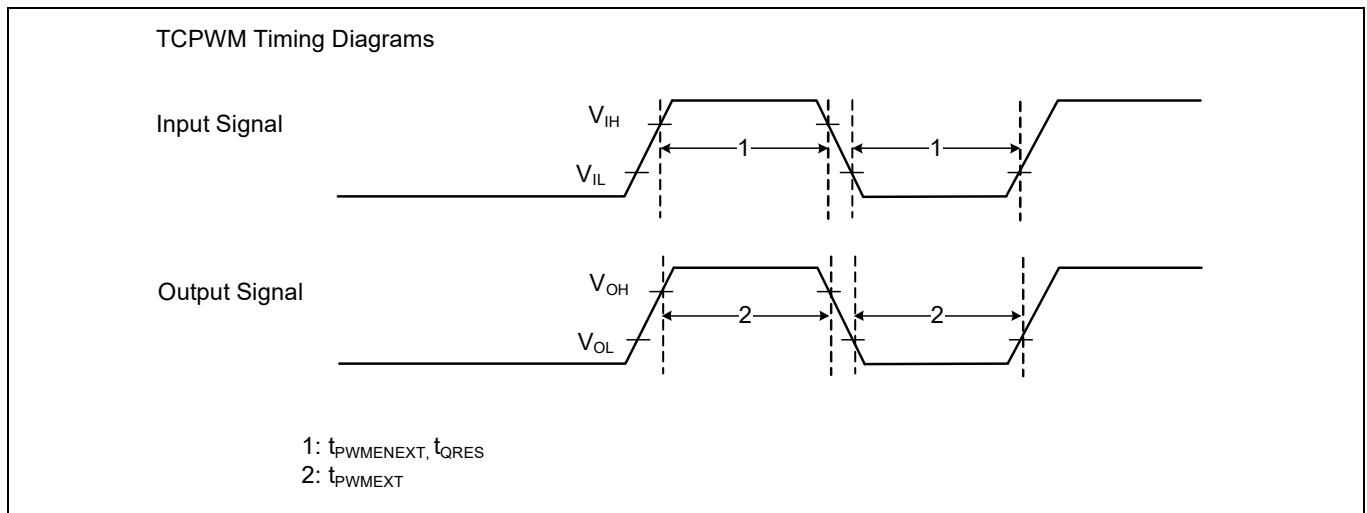 TCPWM Timing Diagrams
Input Signal
VIH
VIL
1
1
Output Signal
VOH
VOL
2
2
1: tPWMENEXT, tQRES
2: tPWMEXT